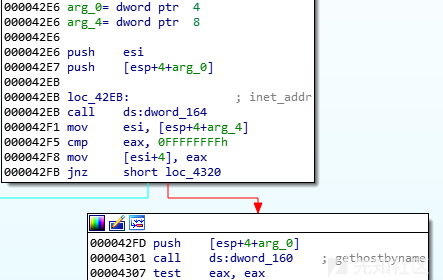 000042E6 arg_0= dword ptr  4
000042E6 arg_4= dword ptr  8
000042E6
000042E6 push    esi
000042E7 push    [esp+4+arg_0]
000042EB
000042EB loc_42EB:                ; inet_addr
000042EB call    ds:dword_164
000042F1 mov     esi, [esp+4+arg_4]
000042F5 cmp     eax, 0FFFFFFFFh
000042F8 mov     [esi+4], eax
000042FB jnz     short loc_4320
000042FD push    [esp+4+arg_0]
00004301 call    ds:dword_160    ; gethostbyname
00004307 test    eax, eax
先知社区